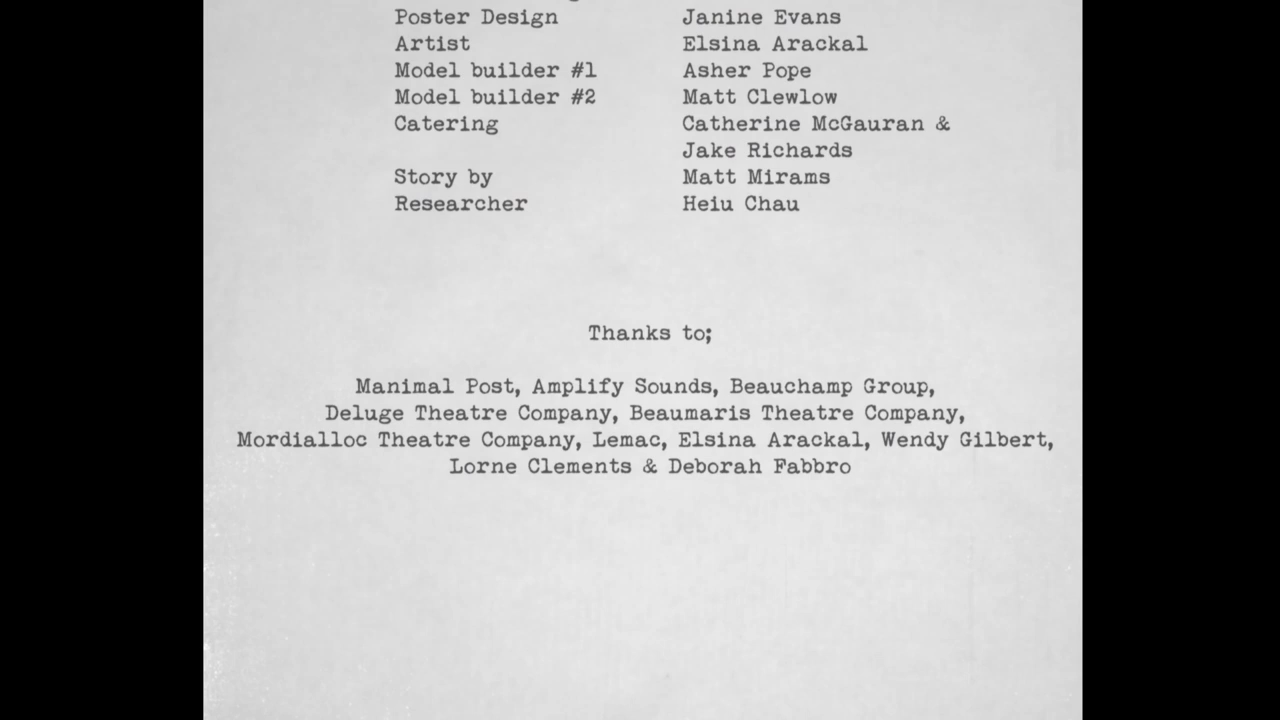 Poster Design Janine Evans
Artist Elsina Arackal
Model builder #1 Asher Pope
Model builder #2 Matt Clewlow
Catering Catherine McGauran &
Jake Richards
Story by Matt Mirams
Researcher Heiu Chau
Thanks to;
Manimal Post, Amplify Sounds, Beauchamp Group,
Deluge Theatre Company, Beaumaris Theatre Company,
Mordialloc Theatre Company, Lemac, Elsina Arackal, Wendy Gilbert,
Lorne Clements & Deborah Fabbro